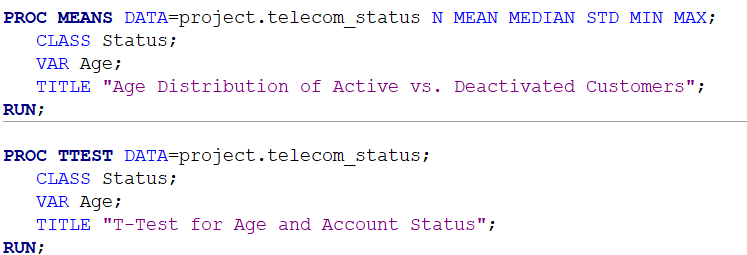 PROC MEANS DATA=project.telecom_status N MEAN MEDIAN STD MIN MAX;
CLASS Status;
VAR Age;
TITLE "Age Distribution of Active vs. Deactivated Customers";
RUN;
PROC TTEST DATA=project.telecom_status;
CLASS Status;
VAR Age;
TITLE "T-Test for Age and Account Status";
RUN;